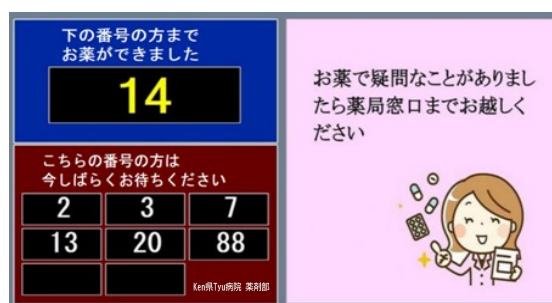 下の番号の方まで
お薬ができました
14
こちらの番号の方は
今しばらくお待ちください
2 3 7
13 20 88
Ken県Tyu病院 薬剤部
お薬で疑問なことがありまし
たら薬局窓口までお越しく
ださい